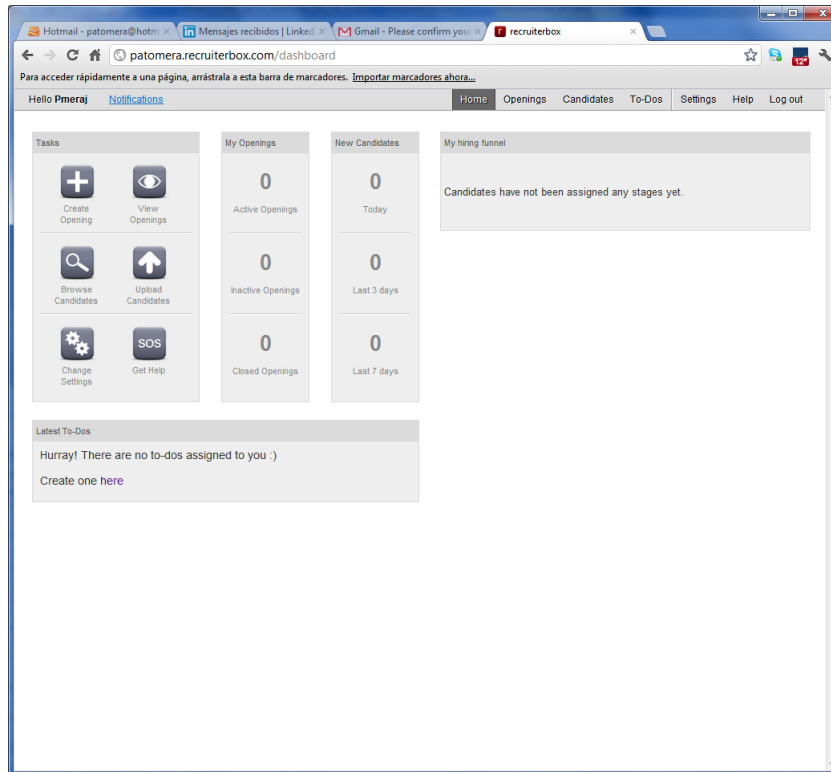 Hotmail - patomera@hotm
Mensajes recibidos | Linked
Gmail - Please confirm your
recruiterbox
patomera.recruiterbox.com/dashboard
12°
Para acceder rápidamente a una página, arrástrala a esta barra de marcadores. Importar marcadores ahora...
Hello Pmeraj Notifications Home Openings Candidates To-Dos Settings Help Log out
Tasks
Create
Opening
View
Openings
Browse
Candidates
Upload
Candidates
SOS
Change
Settings
Get Help
My Openings
0
Active Openings
0
Inactive Openings
0
Closed Openings
New Candidates
0
Today
0
Last 3 days
0
Last 7 days
My hiring funnel
Candidates have not been assigned any stages yet.
Latest To-Dos
Hurray! There are no to-dos assigned to you :)
Create one here